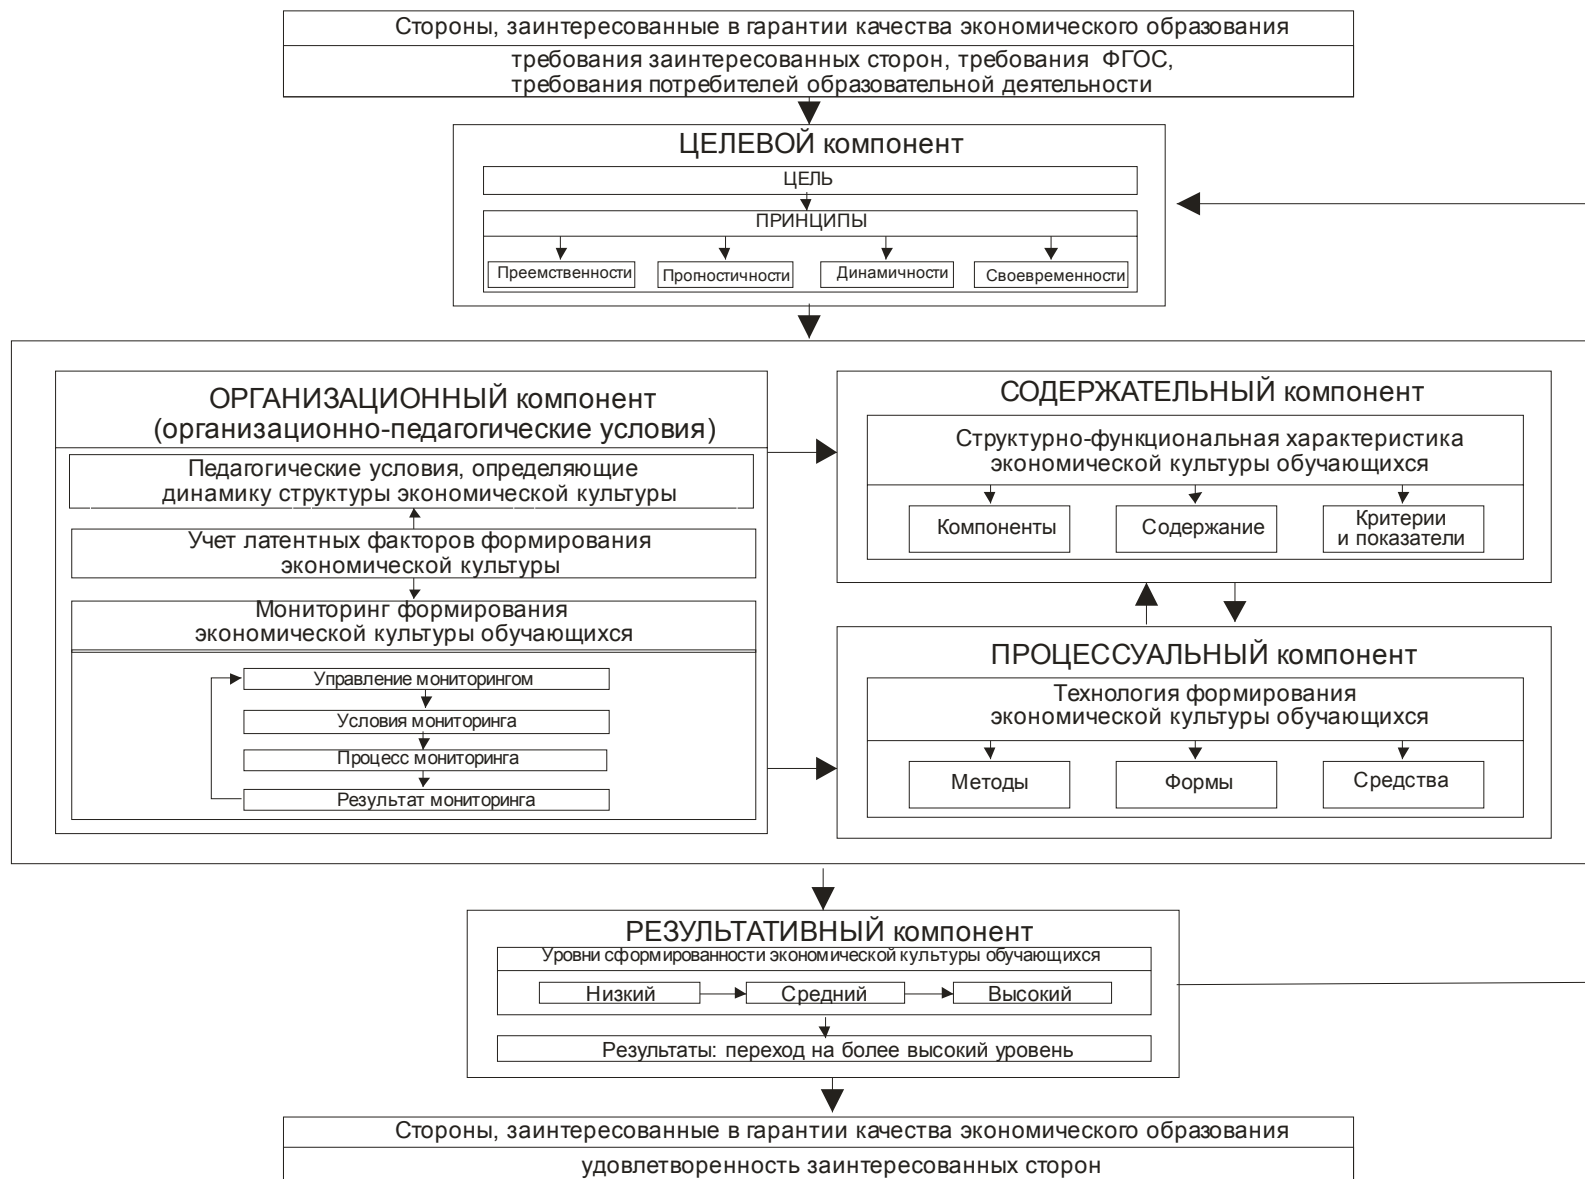 Стороны, заинтересованные в гарантии качества экономического образования
требования заинтересованных сторон, требования ФГОС,
требования потребителей образовательной деятельности
ЦЕЛЕВОЙ компонент
ЦЕЛЬ
ПРИНЦИПЫ
Преемственности
Прогностичности
Динамичности
Своевременности
ОРГАНИЗАЦИОННЫЙ компонент
(организационно-педагогические условия)
Педагогические условия, определяющие
динамику структуры экономической культуры
Учет латентных факторов формирования
экономической культуры
Мониторинг формирования
экономической культуры обучающихся
Управление мониторингом
Условия мониторинга
Процесс мониторинга
Результат мониторинга
СОДЕРЖАТЕЛЬНЫЙ компонент
Структурно-функциональная характеристика
экономической культуры обучающихся
Компоненты
Содержание
Критерии
и показатели
ПРОЦЕССУАЛЬНЫЙ компонент
Технология формирования
экономической культуры обучающихся
Методы
Формы
Средства
РЕЗУЛЬТАТИВНЫЙ компонент
Уровни сформированности экономической культуры обучающихся
Низкий
Средний
Высокий
Результаты: переход на более высокий уровень
Стороны, заинтересованные в гарантии качества экономического образования
удовлетворенность заинтересованных сторон